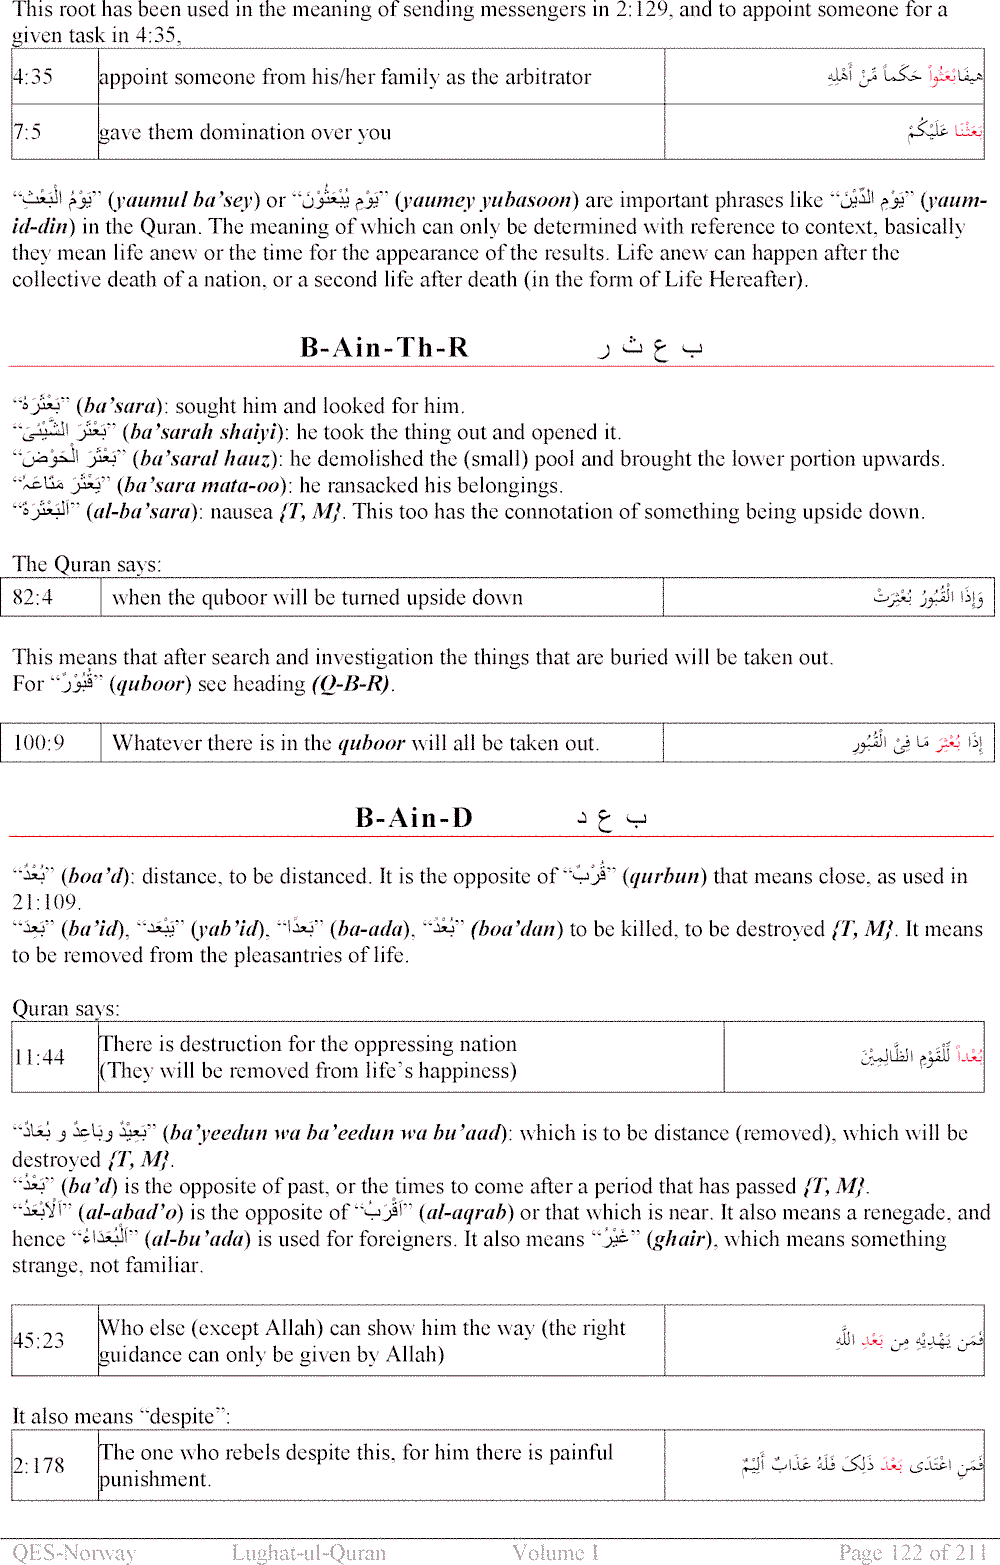 This root has been used in the meaning of sending messengers in 2:129, and to appoint someone for a
given task in 4:35,
4:35 appoint someone from his/her family as the arbitrator هيفَابْعَثُواْ حَكَماً مِّنْ أَهْلِهِ
7:5 gave them domination over you بَعَثْنَا عَلَيْكُمْ
“يَوْمُ الْبَعْثِ” (yaumul ba’sey) or “يَوْمِ يُبْعَثُوْنَ” (yaumey yubasoon) are important phrases like “يَوْمِ الدِّيْنَ” (yaum-
id-din) in the Quran. The meaning of which can only be determined with reference to context, basically
they mean life anew or the time for the appearance of the results. Life anew can happen after the
collective death of a nation, or a second life after death (in the form of Life Hereafter).
B-Ain-Th-R ب ع ث ر
“بَعْثَرَهٗ” (ba’sara): sought him and looked for him.
“بَعْثَرَ الشَّيْئَىَ” (ba’sarah shaiyi): he took the thing out and opened it.
“بَعْثَرَ الْحَوْضَ” (ba’saral hauz): he demolished the (small) pool and brought the lower portion upwards.
“بَعْثَرَ مَتَاعَہٗ” (ba’sara mata-oo): he ransacked his belongings.
“اَلبَعْثَرَةُ” (al-ba’sara): nausea {T, M}. This too has the connotation of something being upside down.
The Quran says:
82:4 when the quboor will be turned upside down وَإِذَا الْقُبُورُ بُعْثِرَتْ
This means that after search and investigation the things that are buried will be taken out.
For “قُبُوْرٌ” (quboor) see heading (Q-B-R).
100:9 Whatever there is in the quboor will all be taken out. إِذَا بُعْثِرَ مَا فِىْ الْقُبُورِ
B-Ain-D ب ع د
“بُعْدٌ” (boa’d): distance, to be distanced. It is the opposite of “قُرْبٌ” (qurbun) that means close, as used in
21:109.
“بَعِدَ” (ba’id), “يَبْعَد” (yab’id), “بَعدًا” (ba-ada), “بُعْدٌ” (boa’dan) to be killed, to be destroyed {T, M}. It means
to be removed from the pleasantries of life.
Quran says:
11:44 There is destruction for the oppressing nation
(They will be removed from life’s happiness) بُعْداً لِّلْقَوْمِ الظَّالِمِيْنَ
“بَعِيْدٌ وبَاعِدٌ و بُعَادٌ” (ba’yeedun wa ba’eedun wa bu’aad): which is to be distance (removed), which will be
destroyed {T, M}.
“بَعْدُ” (ba’d) is the opposite of past, or the times to come after a period that has passed {T, M}.
“اَلْاَبْعَدُ” (al-abad’o) is the opposite of “اَقْرَبُ” (al-aqrab) or that which is near. It also means a renegade, and
hence “اَلْبُعَدَاءُ” (al-bu’ada) is used for foreigners. It also means “غَيْرُ” (ghair), which means something
strange, not familiar.
45:23 Who else (except Allah) can show him the way (the right
guidance can only be given by Allah) فَمَن يَهْدِيْهِ مِن بَعْدِ اللَّهِ
It also means “despite”:
2:178 The one who rebels despite this, for him there is painful
punishment. فَمَنِ اعْتَدَى بَعْدَ ذَلِکَ فَلَهُ عَذَابٌ أَلِيْمٌ
QES-Norway Lughat-ul-Quran Volume I Page 122 of 211